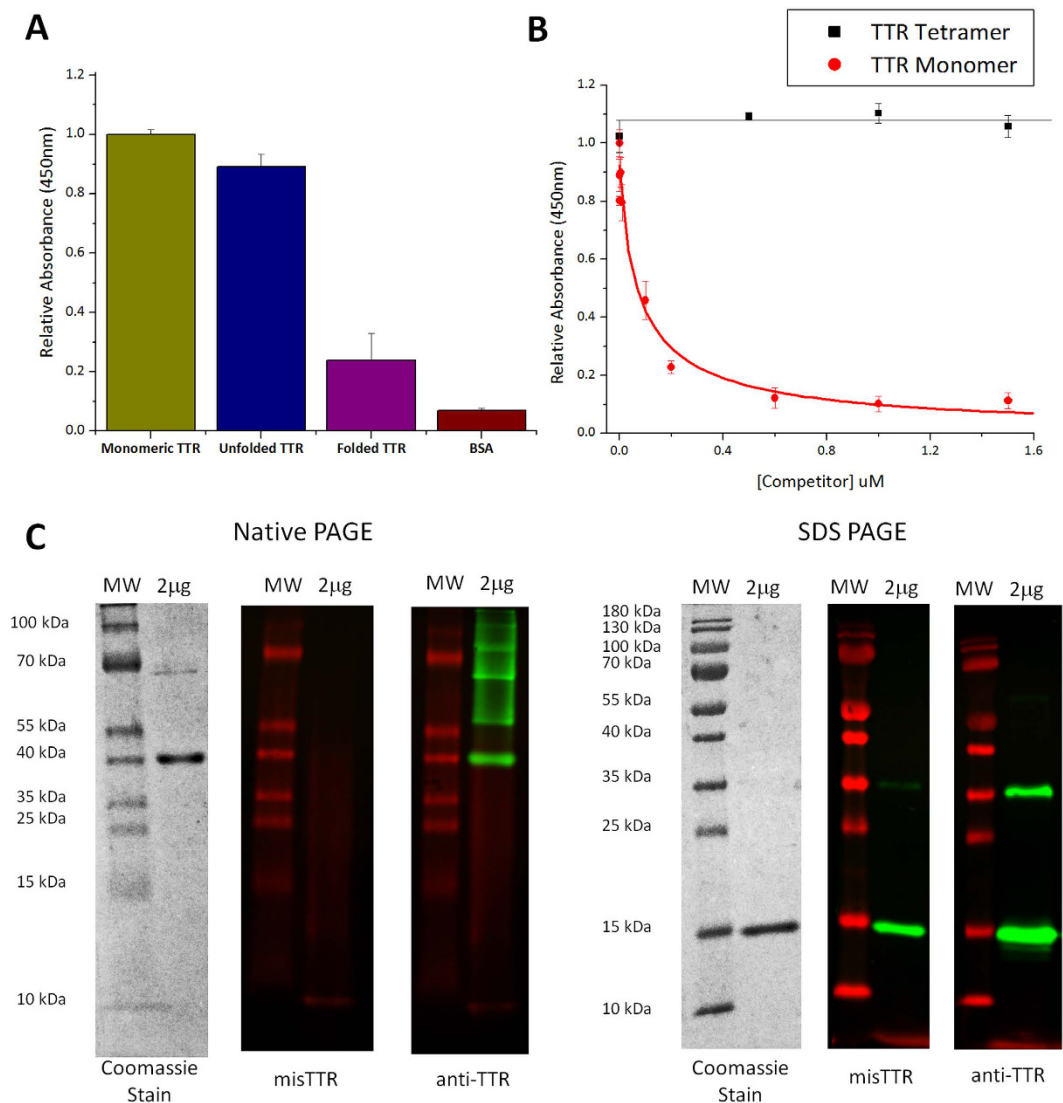 A
Relative Absorbance (450nm)
1.2
1.0
0.8
0.6
0.4
0.2
0.0
Monomeric TTR
Unfolded TTR
Folded TTR
BSA
B
TTR Tetramer
TTR Monomer
Relative Absorbance (450nm)
1.2
1.0
0.8
0.6
0.4
0.2
0.0
0.0
0.4
0.8
1.2
1.6
[Competitor] uM
C
Native PAGE
MW 2µg
MW 2µg
MW 2µg
100 kDa
70 kDa
55 kDa
40 kDa
35 kDa
25 kDa
15 kDa
10 kDa
Coomassie
Stain
misTTR
anti-TTR
SDS PAGE
MW 2µg
MW 2µg
MW 2µg
180 kDa
130 kDa
100 kDa
70 kDa
55 kDa
40 kDa
35 kDa
25 kDa
15 kDa
10 kDa
Coomassie
Stain
misTTR
anti-TTR